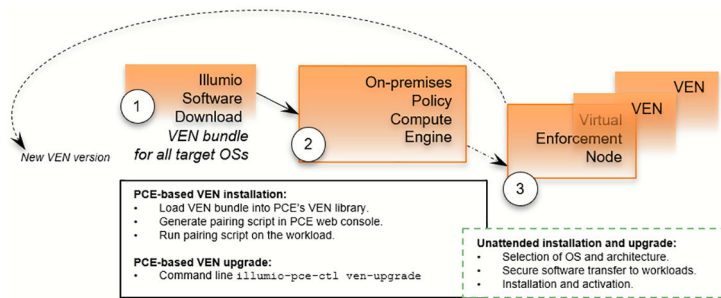 1
Illumio
Software
Download
VEN bundle
for all target OSs
2
On-premises
Policy
Compute
Engine
VEN
VEN
Virtual
Enforcement
Node
3
New VEN version
PCE-based VEN installation:
• Load VEN bundle into PCE's VEN library.
• Generate pairing script in PCE web console.
• Run pairing script on the workload.
PCE-based VEN upgrade:
• Command line illumio-pce-ctl ven-upgrade
Unattended installation and upgrade:
• Selection of OS and architecture.
• Secure software transfer to workloads.
• Installation and activation.